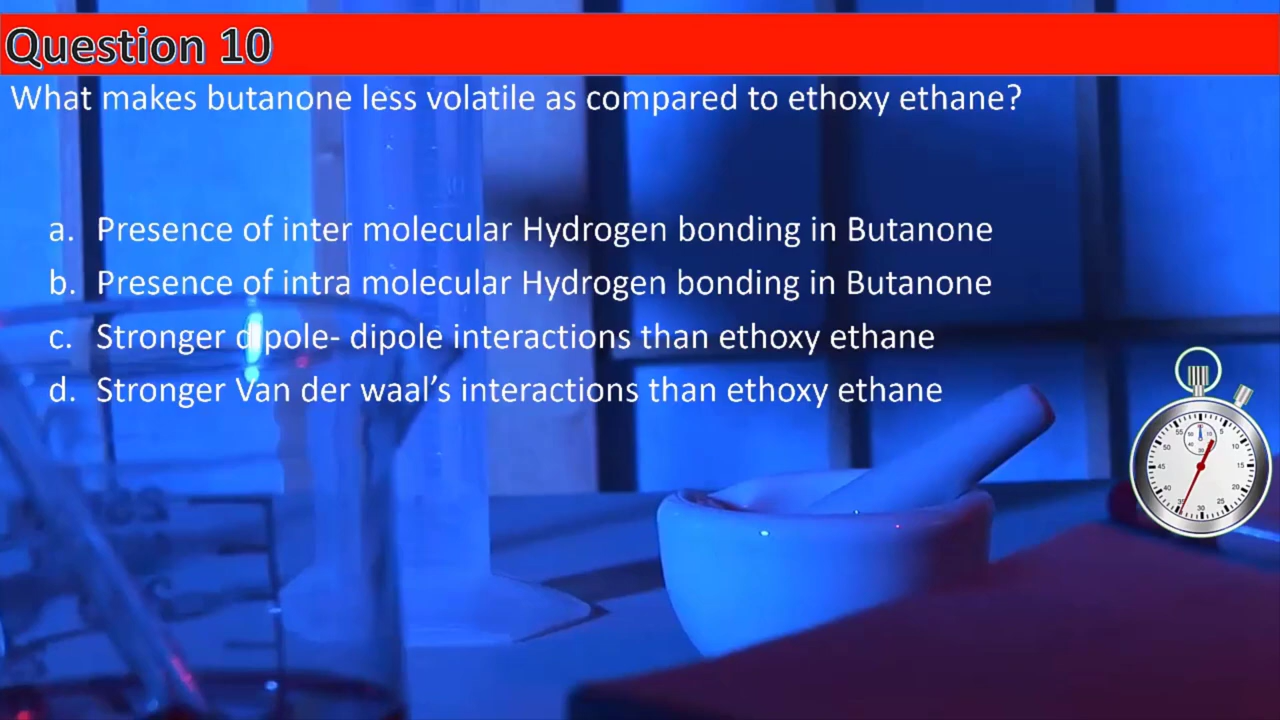 Question 10
What makes butanone less volatile as compared to ethoxy ethane?
a. Presence of inter molecular Hydrogen bonding in Butanone
b. Presence of intra molecular Hydrogen bonding in Butanone
c. Stronger dipole- dipole interactions than ethoxy ethane
d. Stronger Van der waal’s interactions than ethoxy ethane